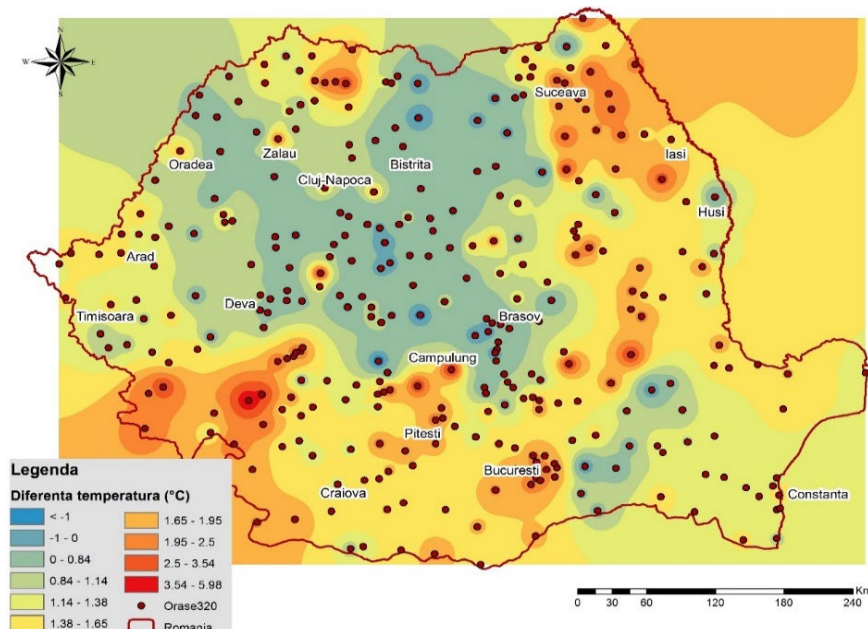 N
W E
S
Suceava
Oradea
Zalau
Iasi
Cluj-Napoca
Bistrita
Husi
Arad
Timisoara
Deva
Brasov
Campulung
Pitesti
Bucuresti
Craiova
Constanta
Legenda
Diferenta temperatura (°C)
< -1
-1 - 0
0 - 0.84
0.84 - 1.14
1.14 - 1.38
1.38 - 1.65
1.65 - 1.95
1.95 - 2.5
2.5 - 3.54
3.54 - 5.98
Orase320
Romania
Km
0 30 60 120 180 240